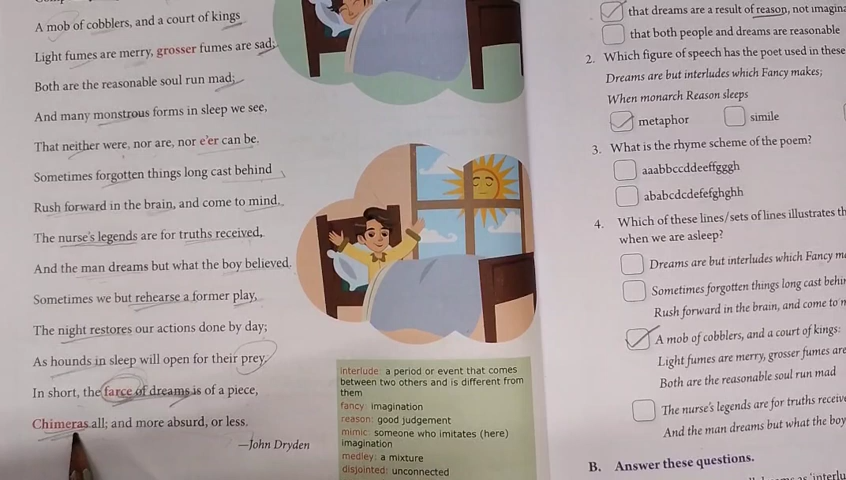 A mob of cobblers, and a court of kings
Light fumes are merry, grosser fumes are sad;
Both are the reasonable soul run mad;
And many monstrous forms in sleep we see,
That neither were, nor are, nor e'er can be.
Sometimes forgotten things long cast behind
Rush forward in the brain, and come to mind.
The nurse's legends are for truths received,
And the man dreams but what the boy believed.
Sometimes we but rehearse a former play,
The night restores our actions done by day;
As hounds in sleep will open for their prey.
In short, the farce of dreams is of a piece,
Chimeras all; and more absurd, or less.
—John Dryden
interlude: a period or event that comes
between two others and is different from
them
fancy: imagination
reason: good judgement
mimic: someone who imitates (here)
imagination
medley: a mixture
disjointed: unconnected
that dreams are a result of reason, not
that both people and dreams are reasonable
2. Which figure of speech has the poet used in these
Dreams are but interludes which Fancy makes;
When monarch Reason sleeps
metaphor simile
3. What is the rhyme scheme of the poem?
aaabbccddeeffgggh
ababcdcdefefghghh
4. Which of these lines/sets of lines illustrates
when we are asleep?
Dreams are but interludes which Fancy
Sometimes forgotten things long cast
Rush forward in the brain, and come to
A mob of cobblers, and a court of kings:
Light fumes are merry, grosser fumes are
Both are the reasonable soul run mad
The nurse's legends are for truths
And the man dreams but what the boy
B. Answer these questions.